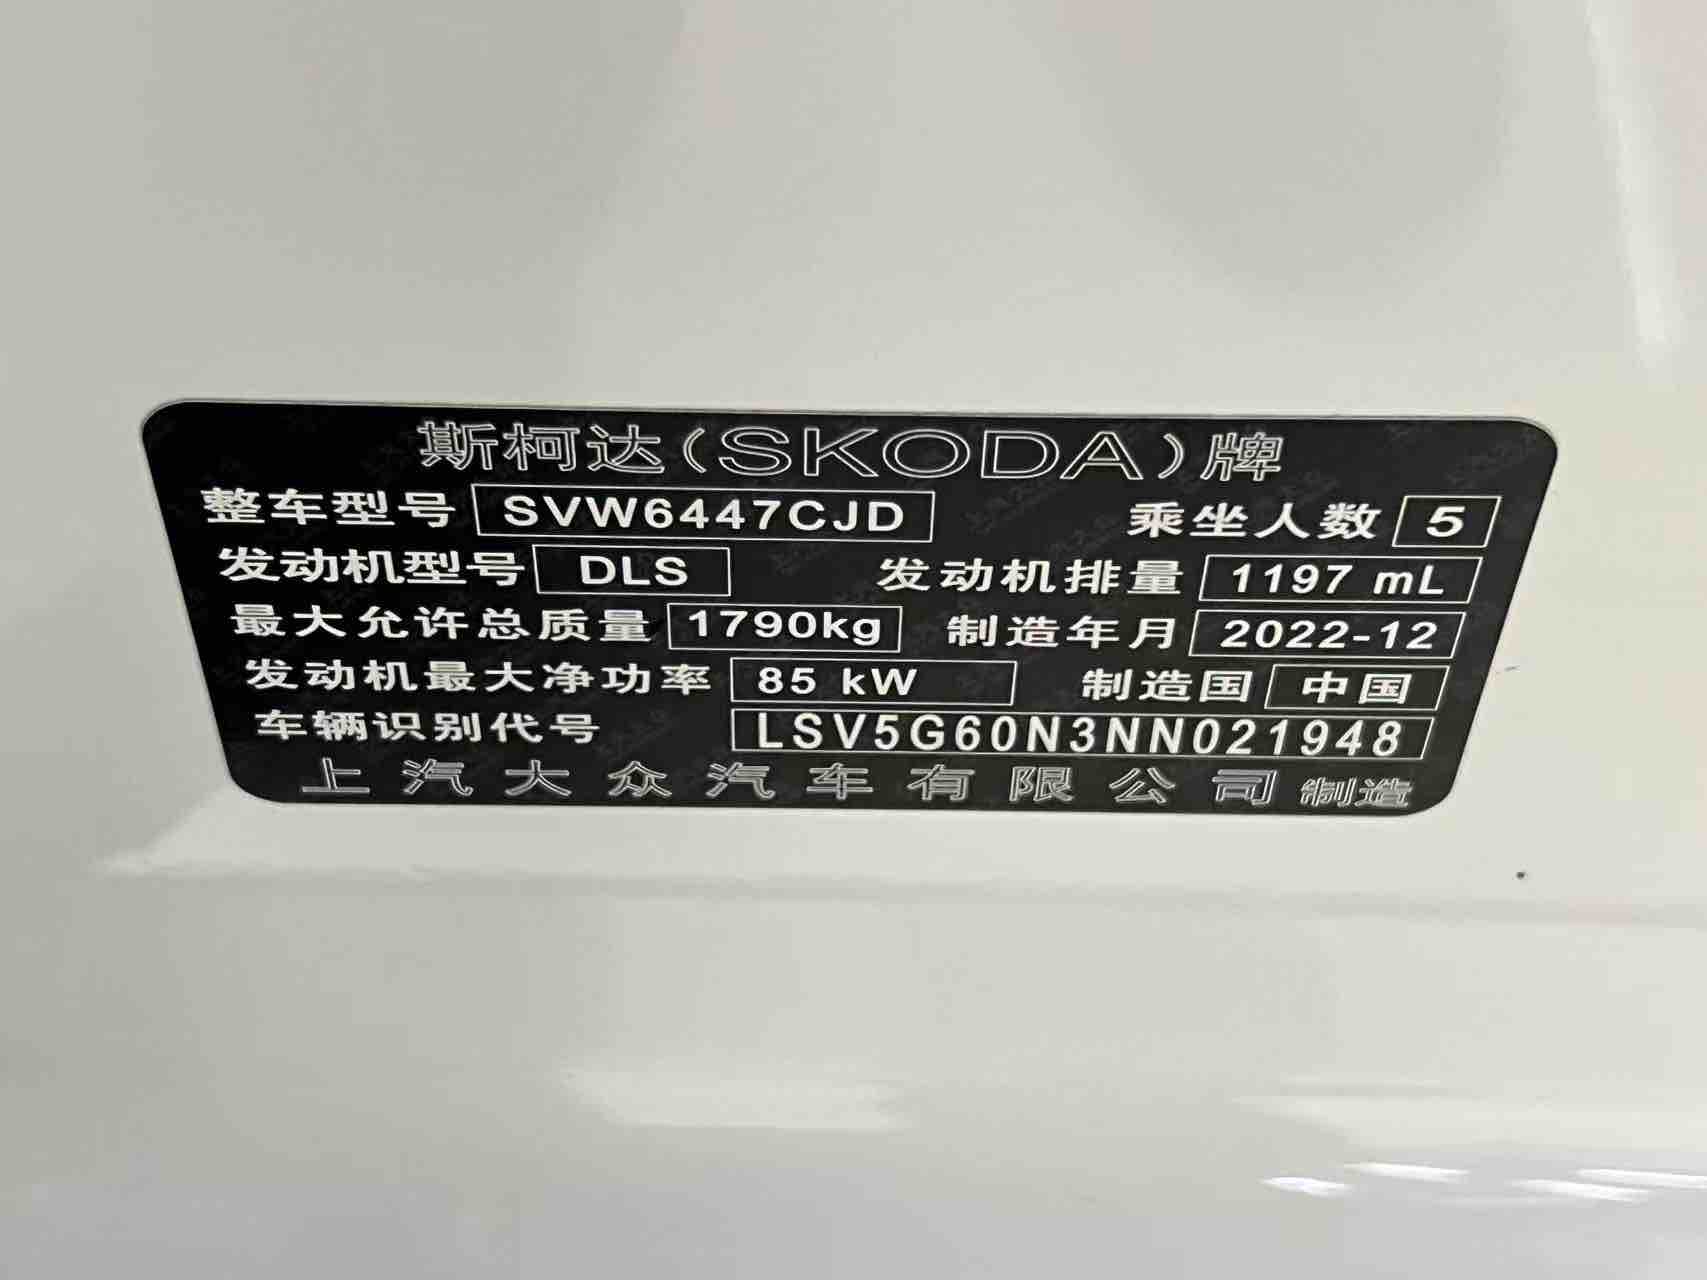 斯柯达(SKODA)牌
整车型号 SVW6447CJD 乘坐人数 5
发动机型号 DLS 发动机排量 1197 mL
最大允许总质量 1790kg 制造年月 2022-12
发动机最大净功率 85 kW 制造国 中国
车辆识别代号 LSV5G60N3NN021948
上汽大众汽车有限公司 制造